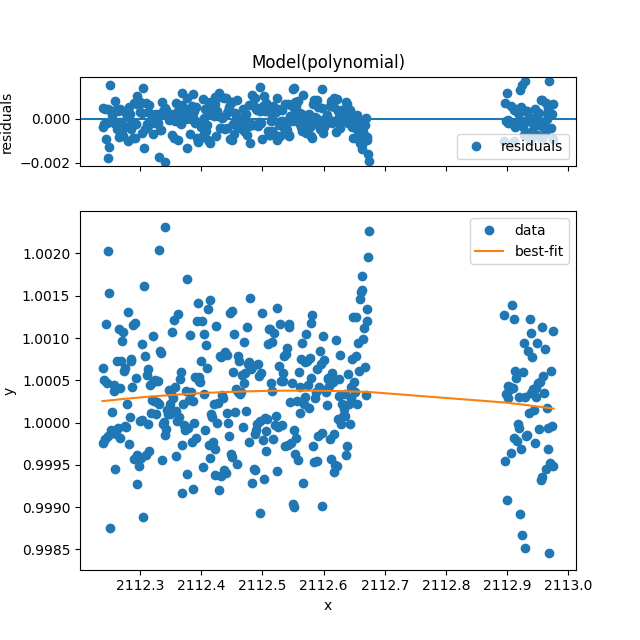 Model(polynomial)
residuals
0.000
−0.002
residuals
y
1.0020
1.0015
1.0010
1.0005
1.0000
0.9995
0.9990
0.9985
data
best-fit
2112.3 2112.4 2112.5 2112.6 2112.7 2112.8 2112.9 2113.0
x